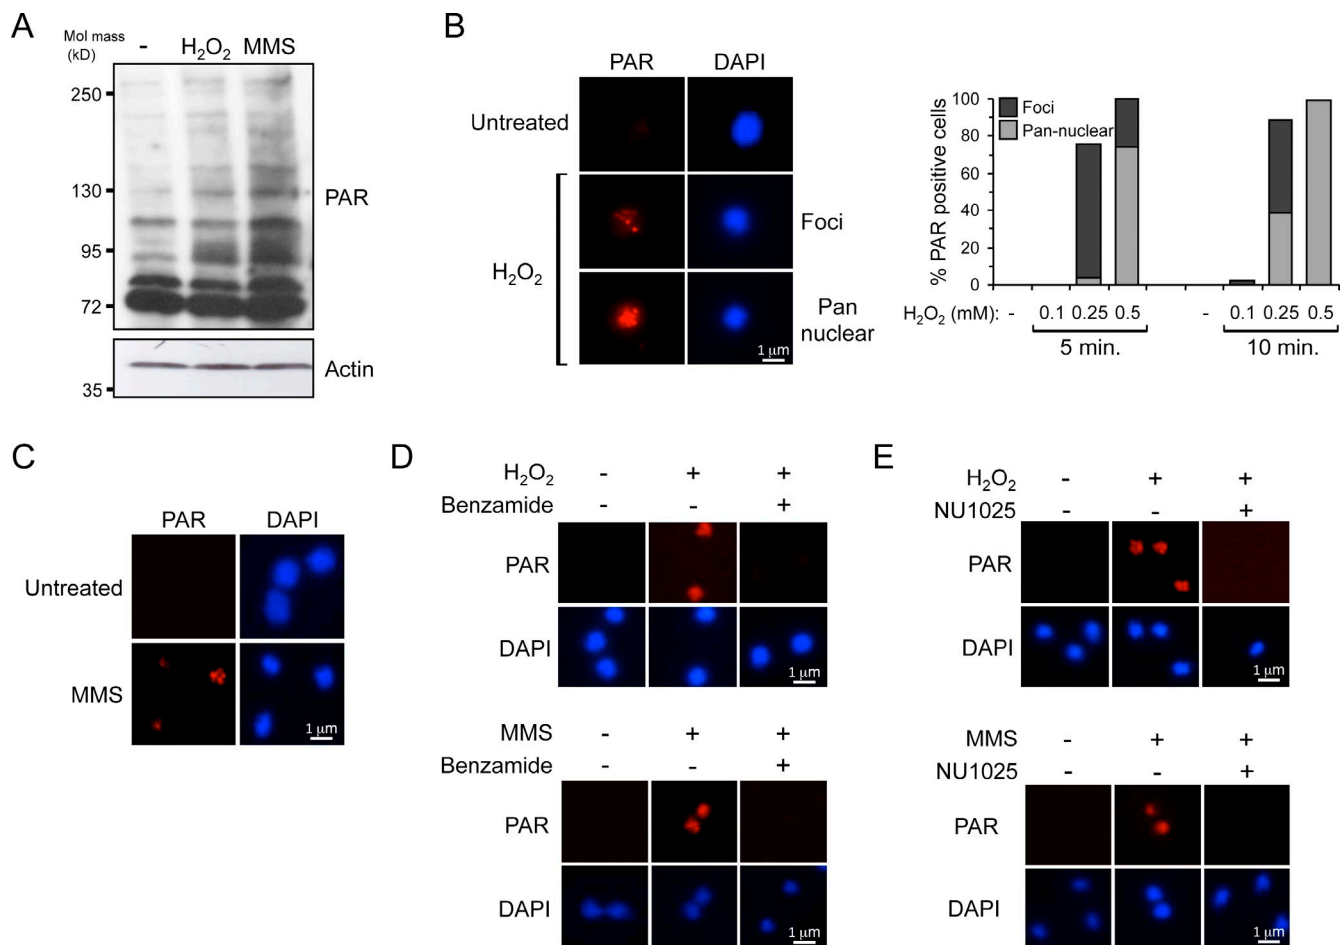 A
Mol mass
(kD)
- H₂O₂ MMS
250
130
95
72
35
PAR
Actin
B
PAR DAPI
Untreated
H₂O₂
Foci
Pan
nuclear
1 µm
% PAR positive cells
100
80
60
40
20
0
Foci
Pan-nuclear
H₂O₂ (mM): - 0.1 0.25 0.5 - 0.1 0.25 0.5
5 min. 10 min.
C
PAR DAPI
Untreated
MMS
1 µm
D
H₂O₂ - + +
Benzamide - - +
PAR
DAPI
1 µm
MMS - + +
Benzamide - - +
PAR
DAPI
1 µm
E
H₂O₂ - + +
NU1025 - - +
PAR
DAPI
1 µm
MMS - + +
NU1025 - - +
PAR
DAPI
1 µm